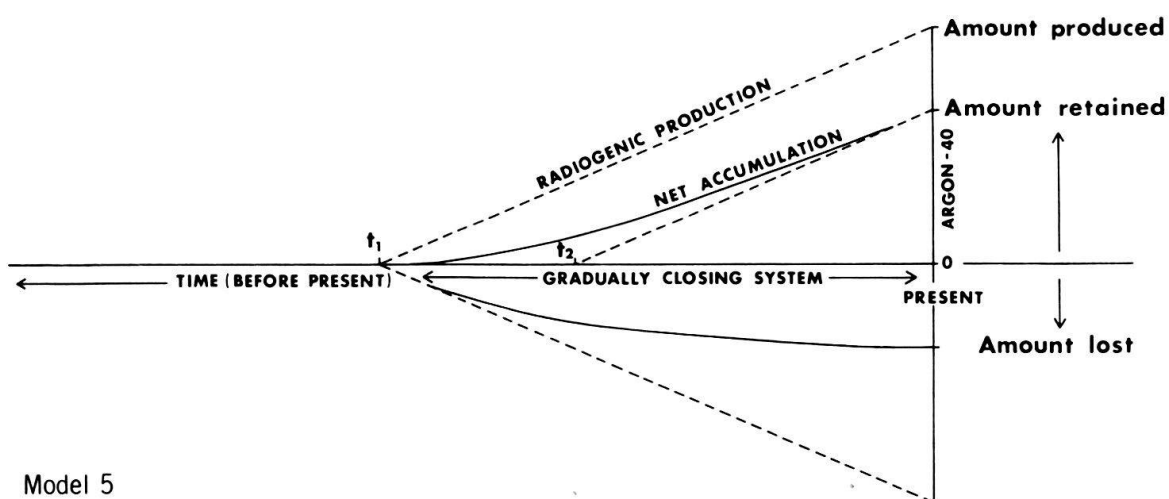 Amount produced
RADIOGENIC PRODUCTION
Amount retained
NET ACCUMULATION
ARGON-40
t₁
t₂
0
TIME (BEFORE PRESENT)
GRADUALLY CLOSING SYSTEM
PRESENT
Amount lost
Model 5